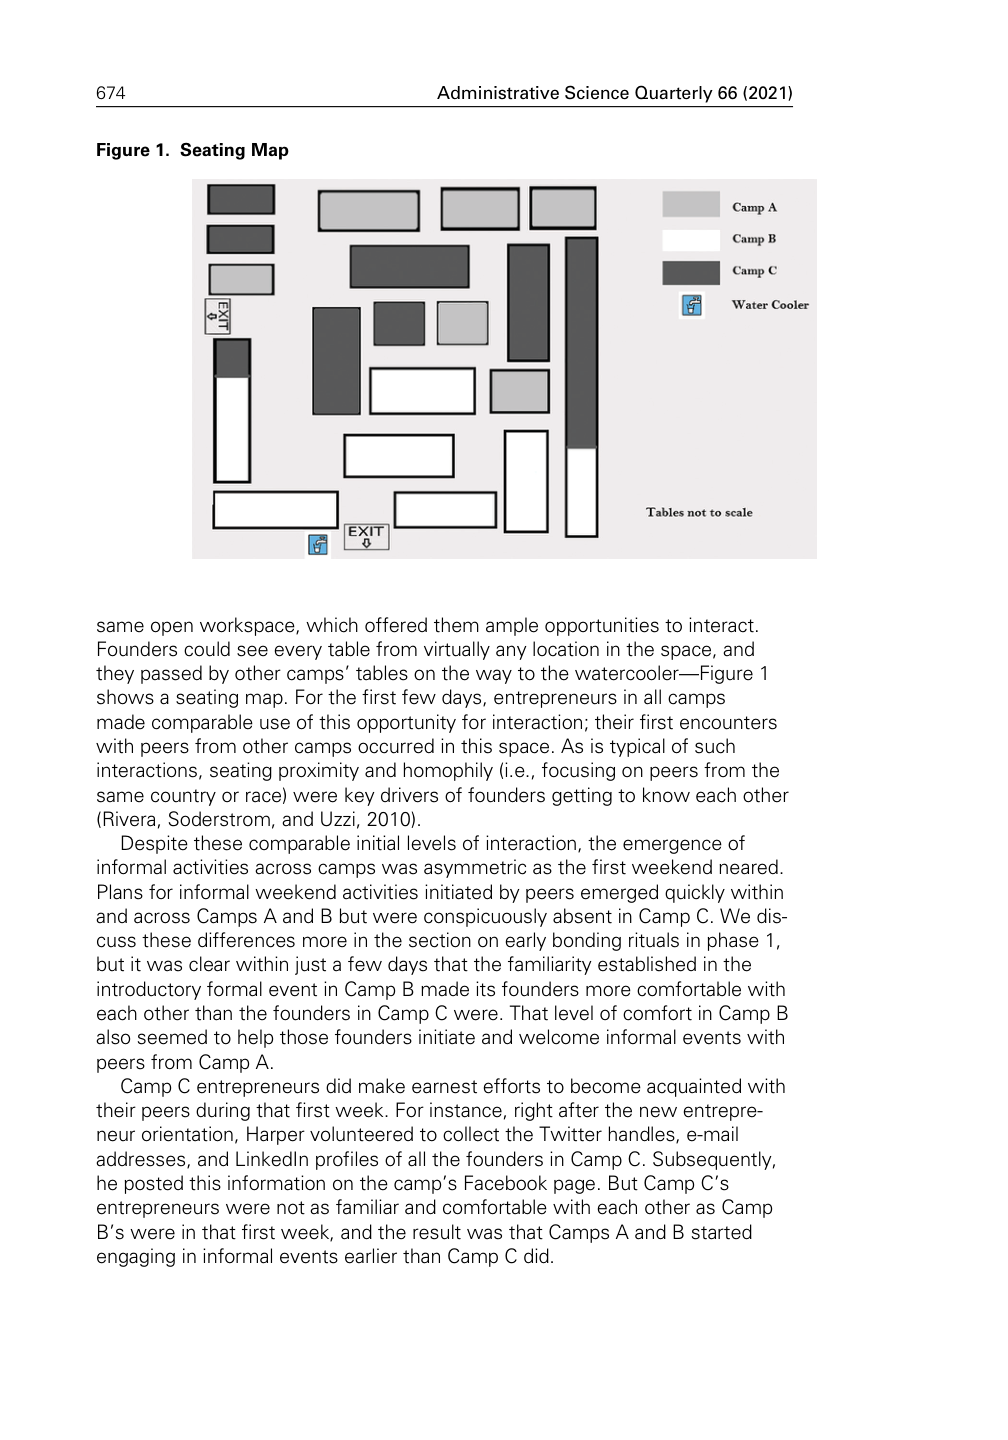 674
Administrative Science Quarterly 66 (2021)
Figure 1. Seating Map
Camp A
Camp B
Camp C
EXIT
Water Cooler
Tables not to scale
EXIT
same open workspace, which offered them ample opportunities to interact.
Founders could see every table from virtually any location in the space, and
they passed by other camps' tables on the way to the watercooler—Figure 1
shows a seating map. For the first few days, entrepreneurs in all camps
made comparable use of this opportunity for interaction; their first encounters
with peers from other camps occurred in this space. As is typical of such
interactions, seating proximity and homophily (i.e., focusing on peers from the
same country or race) were key drivers of founders getting to know each other
(Rivera, Soderstrom, and Uzzi, 2010).
Despite these comparable initial levels of interaction, the emergence of
informal activities across camps was asymmetric as the first weekend neared.
Plans for informal weekend activities initiated by peers emerged quickly within
and across Camps A and B but were conspicuously absent in Camp C. We dis-
cuss these differences more in the section on early bonding rituals in phase 1,
but it was clear within just a few days that the familiarity established in the
introductory formal event in Camp B made its founders more comfortable with
each other than the founders in Camp C were. That level of comfort in Camp B
also seemed to help those founders initiate and welcome informal events with
peers from Camp A.
Camp C entrepreneurs did make earnest efforts to become acquainted with
their peers during that first week. For instance, right after the new entrepre-
neur orientation, Harper volunteered to collect the Twitter handles, e-mail
addresses, and LinkedIn profiles of all the founders in Camp C. Subsequently,
he posted this information on the camp's Facebook page. But Camp C's
entrepreneurs were not as familiar and comfortable with each other as Camp
B's were in that first week, and the result was that Camps A and B started
engaging in informal events earlier than Camp C did.